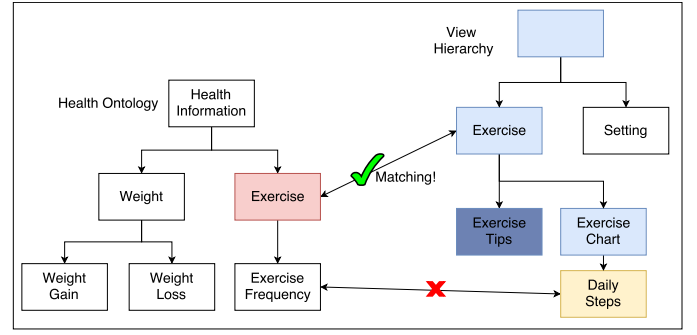 View
Hierarchy
Health Ontology
Health
Information
Exercise
Setting
Matching!
Weight
Exercise
Exercise
Tips
Exercise
Chart
Weight
Gain
Weight
Loss
Exercise
Frequency
Daily
Steps